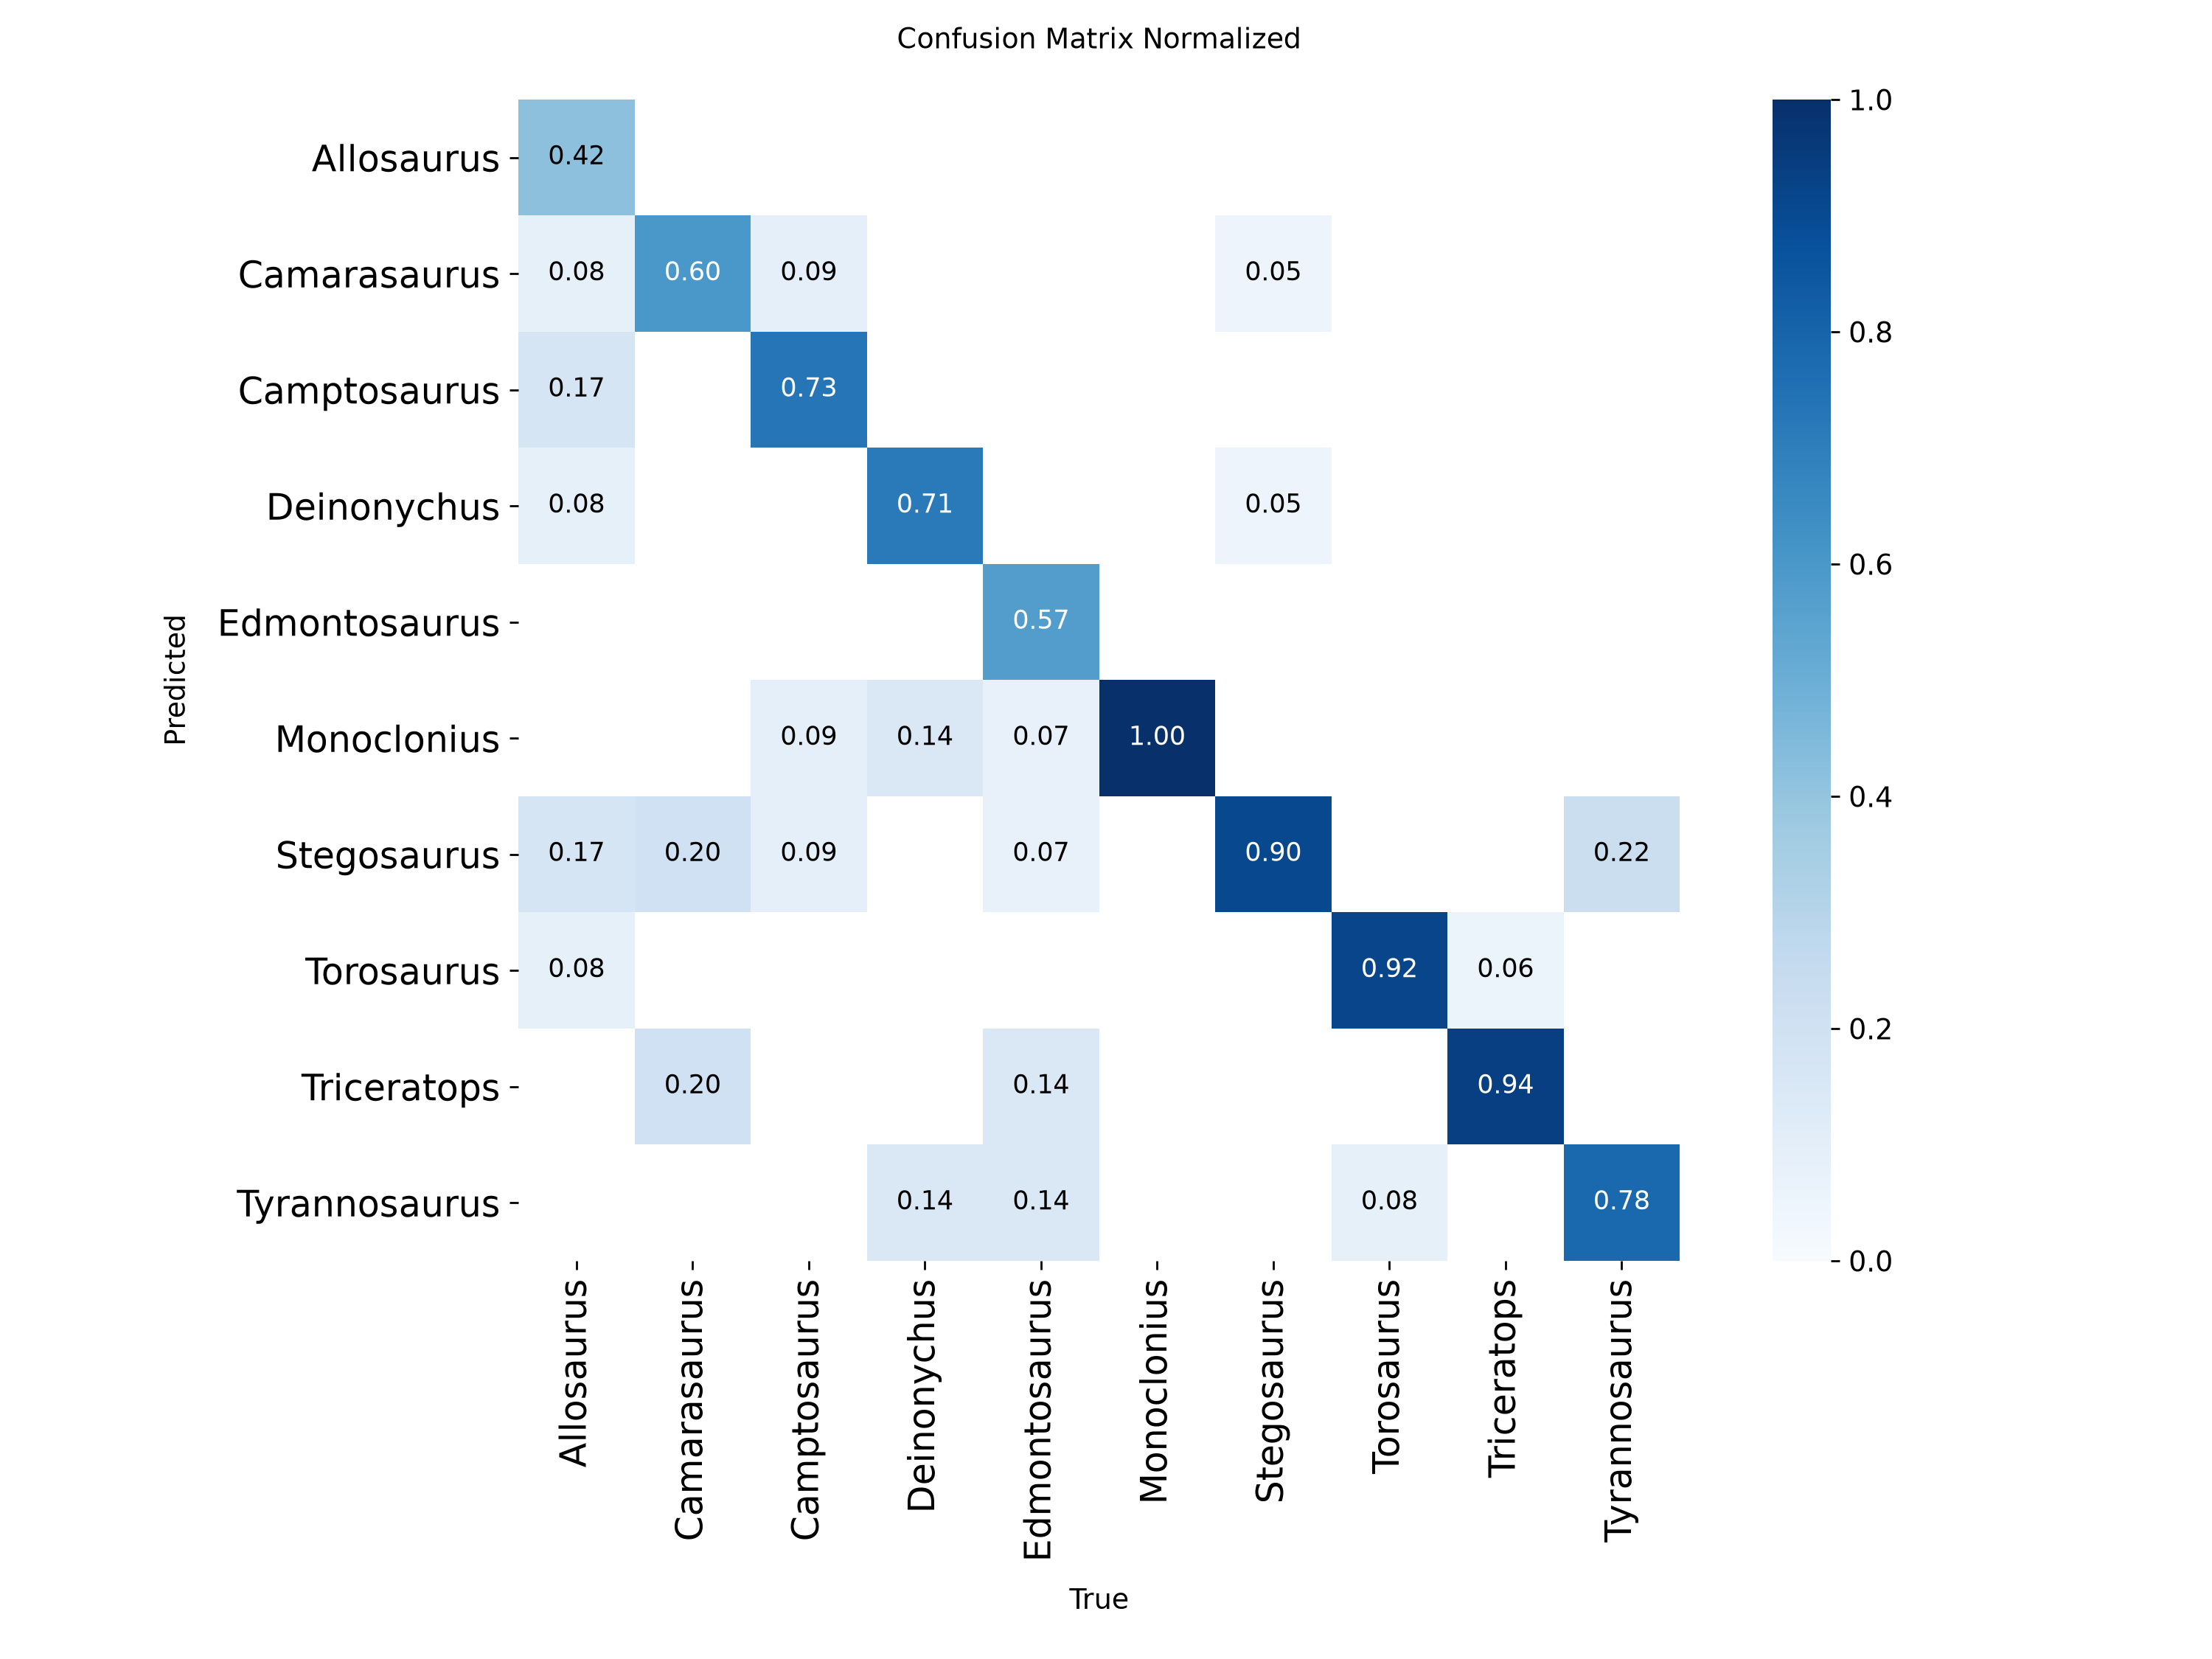 Confusion Matrix Normalized
Allosaurus 0.42
Camarasaurus 0.08 0.60 0.09 0.05
Camptosaurus 0.17 0.73
Deinonychus 0.08 0.71 0.05
Edmontosaurus 0.57
Monoclonius 0.09 0.14 0.07 1.00
Stegosaurus 0.17 0.20 0.09 0.07 0.90 0.22
Torosaurus 0.08 0.92 0.06
Triceratops 0.20 0.14 0.94
Tyrannosaurus 0.14 0.14 0.08 0.78
Predicted
Allosaurus
Camarasaurus
Camptosaurus
Deinonychus
Edmontosaurus
Monoclonius
Stegosaurus
Torosaurus
Triceratops
Tyrannosaurus
True
1.0
0.8
0.6
0.4
0.2
0.0